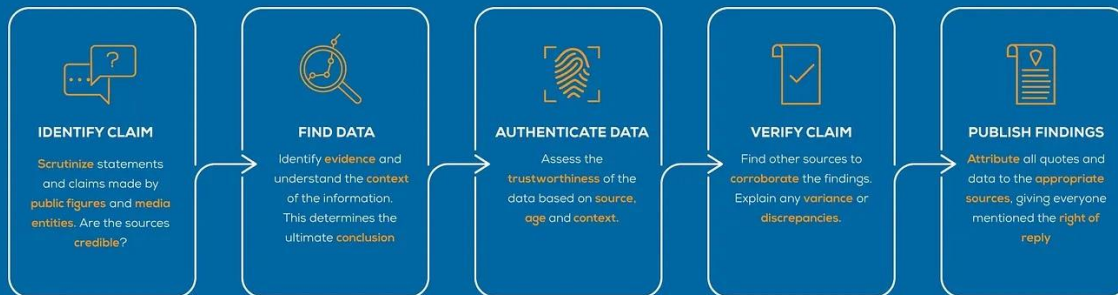 ?
IDENTIFY CLAIM
Scrutinize statements
and claims made by
public figures and media
entities. Are the sources
credible?
FIND DATA
Identify evidence and
understand the context
of the information.
This determines the
ultimate conclusion
AUTHENTICATE DATA
Assess the
trustworthiness of the
data based on source,
age and context.
VERIFY CLAIM
Find other sources to
corroborate the findings.
Explain any variance or
discrepancies.
PUBLISH FINDINGS
Attribute all quotes and
data to the appropriate
sources, giving everyone
mentioned the right of
reply